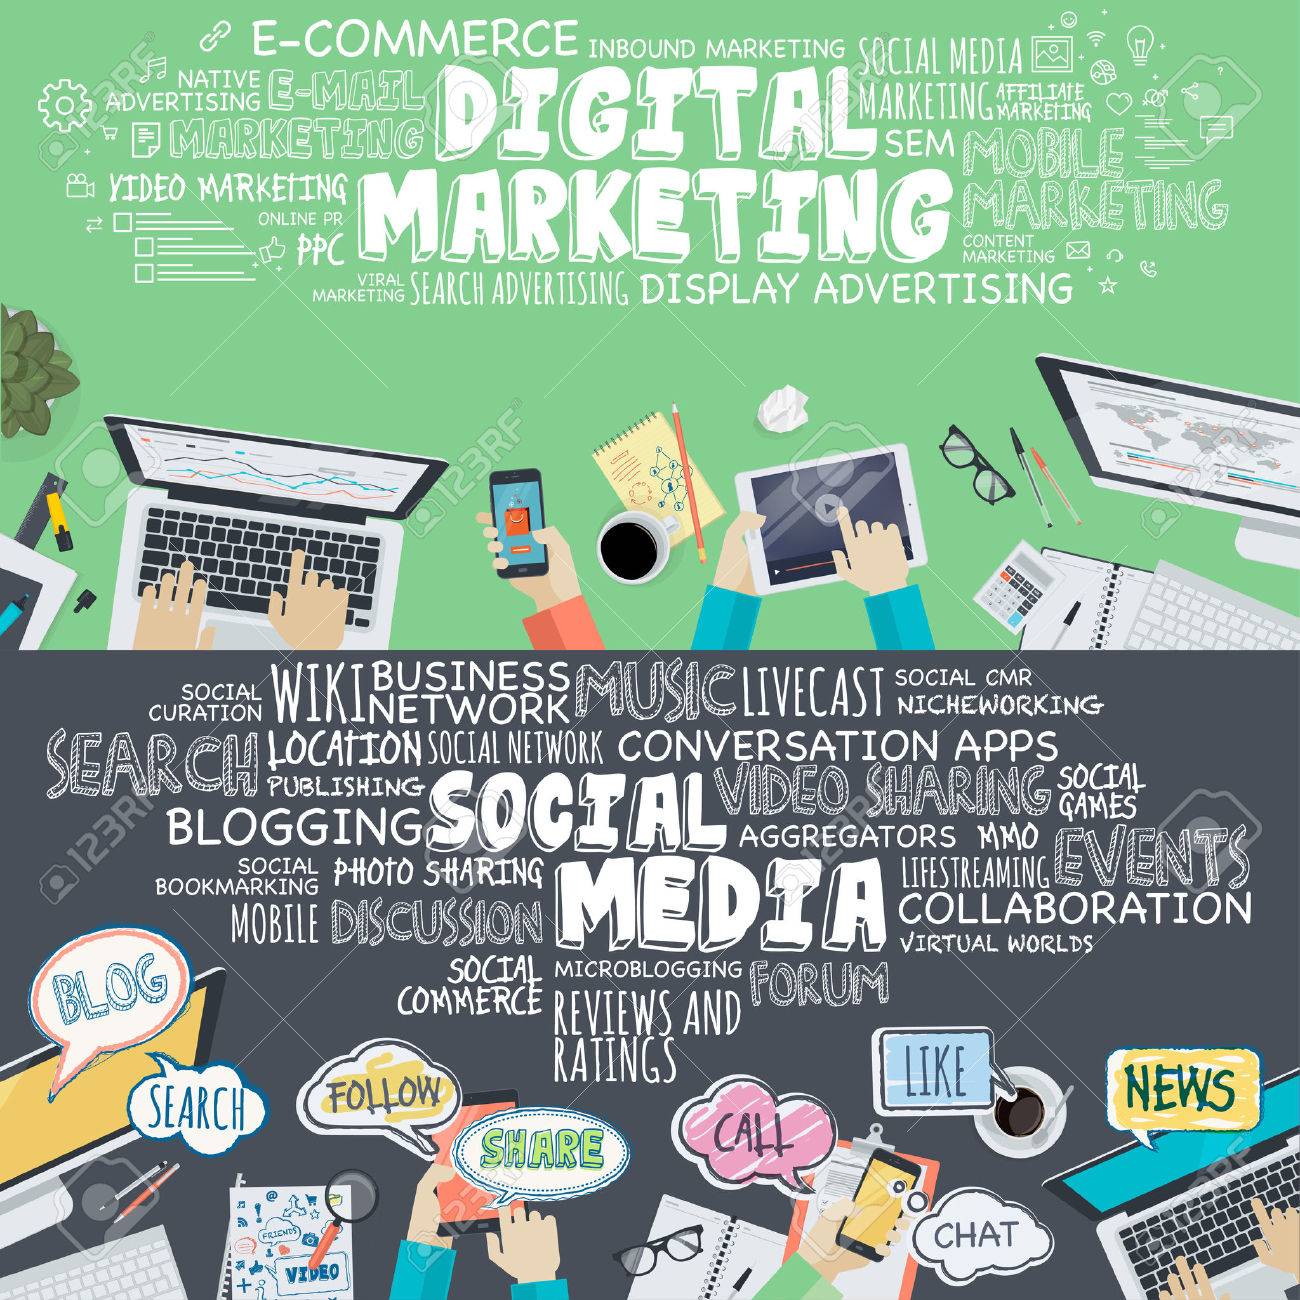 E-COMMERCE
INBOUND MARKETING
SOCIAL MEDIA
MARKETING
NATIVE
ADVERTISING
E-MAIL
MARKETING
DIGITAL
MARKETING
AFFILIATE
MARKETING
SEM
MOBILE
MARKETING
VIDEO MARKETING
ONLINE PR
PPC
CONTENT
MARKETING
VIRAL
MARKETING
SEARCH ADVERTISING
DISPLAY ADVERTISING
SOCIAL
CURATION
WIKI
BUSINESS
NETWORK
MUSIC
LIVECAST
SOCIAL CMR
NICHEWORKING
SEARCH
LOCATION
SOCIAL NETWORK
CONVERSATION APPS
PUBLISHING
SOCIAL
MEDIA
VIDEO SHARING
SOCIAL
GAMES
BLOGGING
AGGREGATORS
MMO
EVENTS
SOCIAL
BOOKMARKING
PHOTO SHARING
LIFESTREAMING
MOBILE
DISCUSSION
COLLABORATION
VIRTUAL WORLDS
SOCIAL
COMMERCE
MICROBLOGGING
FORUM
REVIEWS AND
RATINGS
BLOG
SEARCH
FOLLOW
SHARE
CALL
LIKE
NEWS
CHAT
FRIENDS
VIDEO
123RF